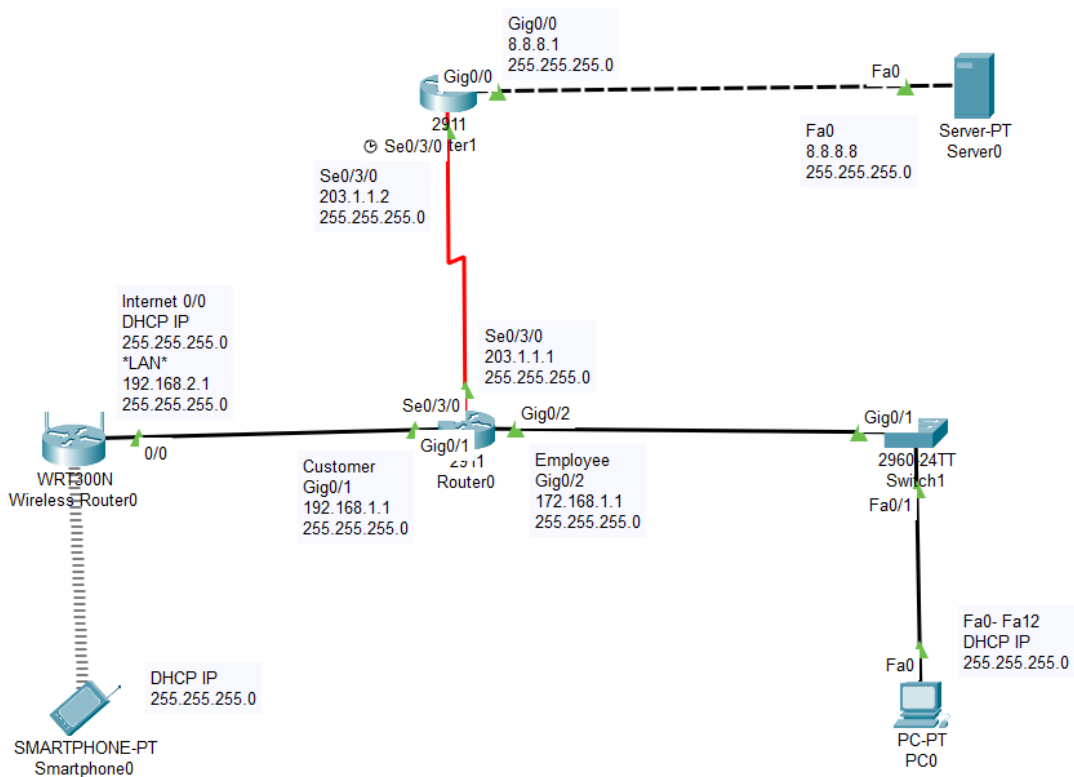 Gig0/0
8.8.8.1
255.255.255.0
Gig0/0
Fa0
2911
Se0/3/0 ter1
Server-PT
Server0
Fa0
8.8.8.8
255.255.255.0
Se0/3/0
203.1.1.2
255.255.255.0
Internet 0/0
DHCP IP
255.255.255.0
*LAN*
192.168.2.1
255.255.255.0
Se0/3/0
203.1.1.1
255.255.255.0
Se0/3/0
Gig0/2
Gig0/1
0/0
Gig0/1
WRT300N
Wireless Router0
Customer
Gig0/1
192.168.1.1
255.255.255.0
2911
Router0
Employee
Gig0/2
172.168.1.1
255.255.255.0
2960-24TT
Switch1
Fa0/1
Fa0- Fa12
DHCP IP
255.255.255.0
Fa0
DHCP IP
255.255.255.0
SMARTPHONE-PT
Smartphone0
PC-PT
PC0